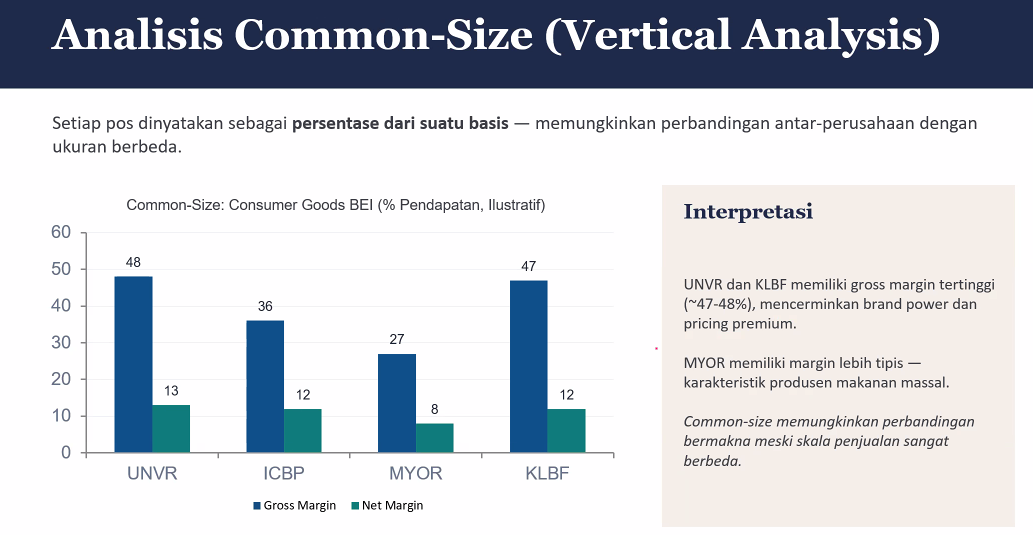 Analisis Common-Size (Vertical Analysis)
Setiap pos dinyatakan sebagai persentase dari suatu basis — memungkinkan perbandingan antar-perusahaan dengan
ukuran berbeda.
Common-Size: Consumer Goods BEI (% Pendapatan, Ilustratif)
60
50
40
30
20
10
0
48
13
36
12
27
8
47
12
UNVR
ICBP
MYOR
KLBF
Gross Margin
Net Margin
Interpretasi
UNVR dan KLBF memiliki gross margin tertinggi
(~47-48%), mencerminkan brand power dan
pricing premium.
MYOR memiliki margin lebih tipis —
karakteristik produsen makanan massal.
Common-size memungkinkan perbandingan
bermakna meski skala penjualan sangat
berbeda.